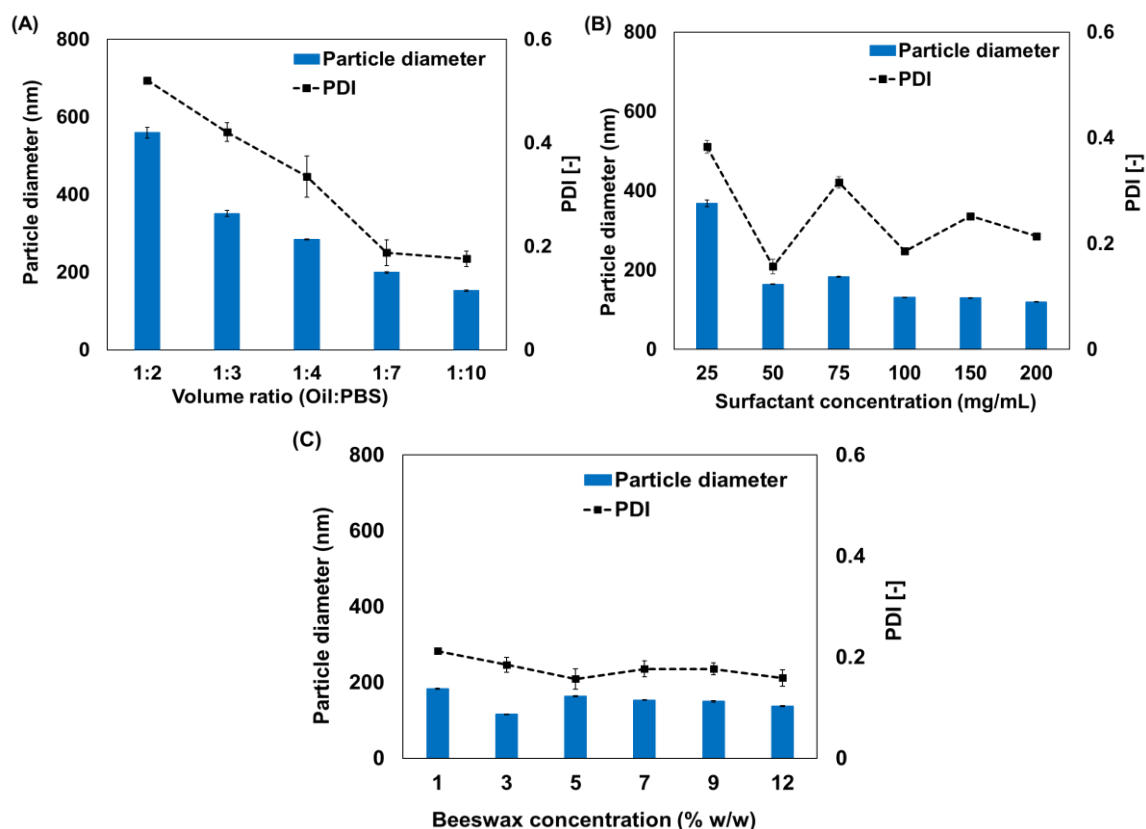 (A)
800
600
400
200
0
Particle diameter (nm)
Particle diameter
PDI
0.6
0.4
0.2
0
PDI [-]
1:2 1:3 1:4 1:7 1:10
Volume ratio (Oil:PBS)
(B)
800
600
400
200
0
Particle diameter (nm)
Particle diameter
PDI
0.6
0.4
0.2
0
PDI [-]
25 50 75 100 150 200
Surfactant concentration (mg/mL)
(C)
800
600
400
200
0
Particle diameter (nm)
Particle diameter
PDI
0.6
0.4
0.2
0
PDI [-]
1 3 5 7 9 12
Beeswax concentration (% w/w)